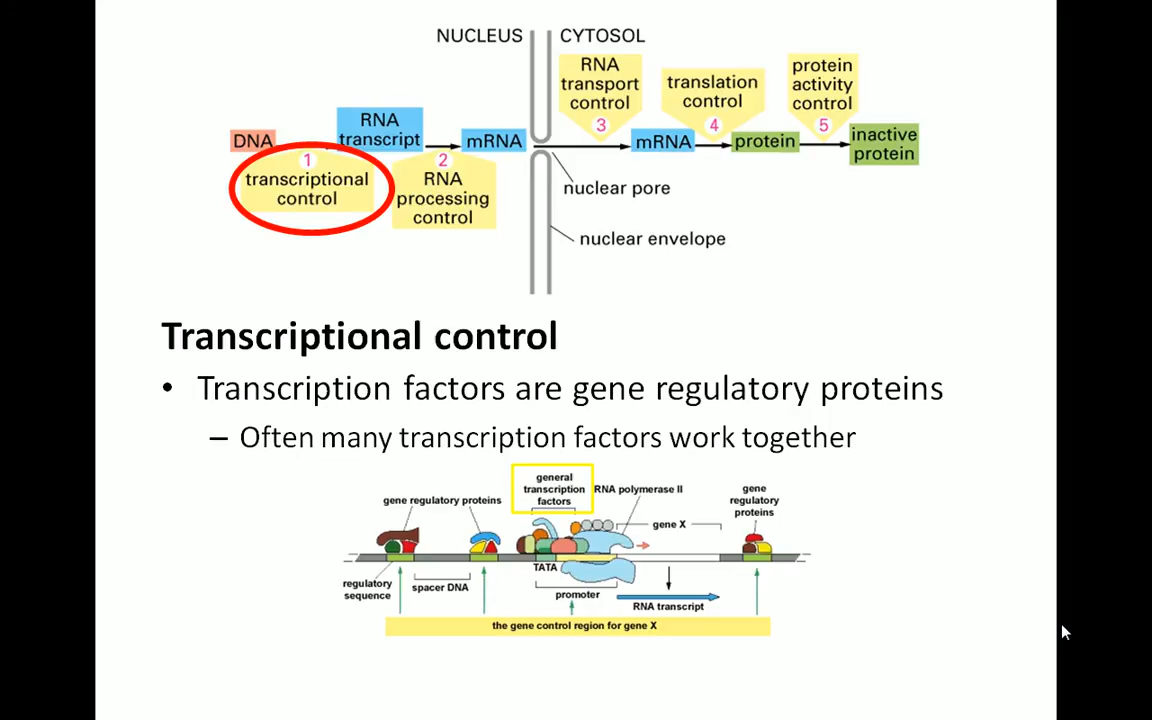 NUCLEUS
CYTOSOL
DNA
RNA
transcript
mRNA
RNA
transport
control
3
mRNA
translation
control
4
protein
protein
activity
control
5
inactive
protein
1
transcriptional
control
2
RNA
processing
control
nuclear pore
nuclear envelope
Transcriptional control
• Transcription factors are gene regulatory proteins
– Often many transcription factors work together
gene regulatory proteins
general
transcription
factors
RNA polymerase II
gene X
gene
regulatory
proteins
regulatory
sequence
spacer DNA
TATA
promoter
RNA transcript
the gene control region for gene X